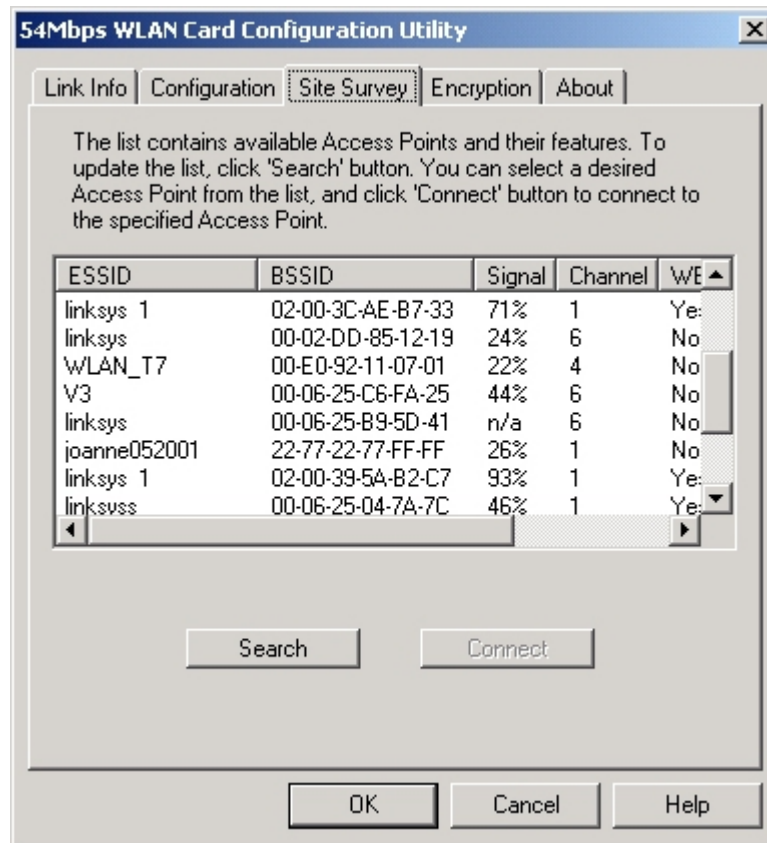 54Mbps WLAN Card Configuration Utility
Link Info Configuration Site Survey Encryption About
The list contains available Access Points and their features. To
update the list, click 'Search' button. You can select a desired
Access Point from the list, and click 'Connect' button to connect to
the specified Access Point.
ESSID BSSID Signal Channel WE
linksys 1 02-00-3C-AE-B7-33 71% 1 Yes
linksys 00-02-DD-85-12-19 24% 6 No
WLAN_T7 00-E0-92-11-07-01 22% 4 No
V3 00-06-25-C6-FA-25 44% 6 No
linksys 00-06-25-B9-5D-41 n/a 6 No
joanne052001 22-77-22-77-FF-FF 26% 1 No
linksys 1 02-00-39-5A-B2-C7 93% 1 Yes
linksyss 00-06-25-04-7A-7C 46% 1 Yes
Search Connect
OK Cancel Help